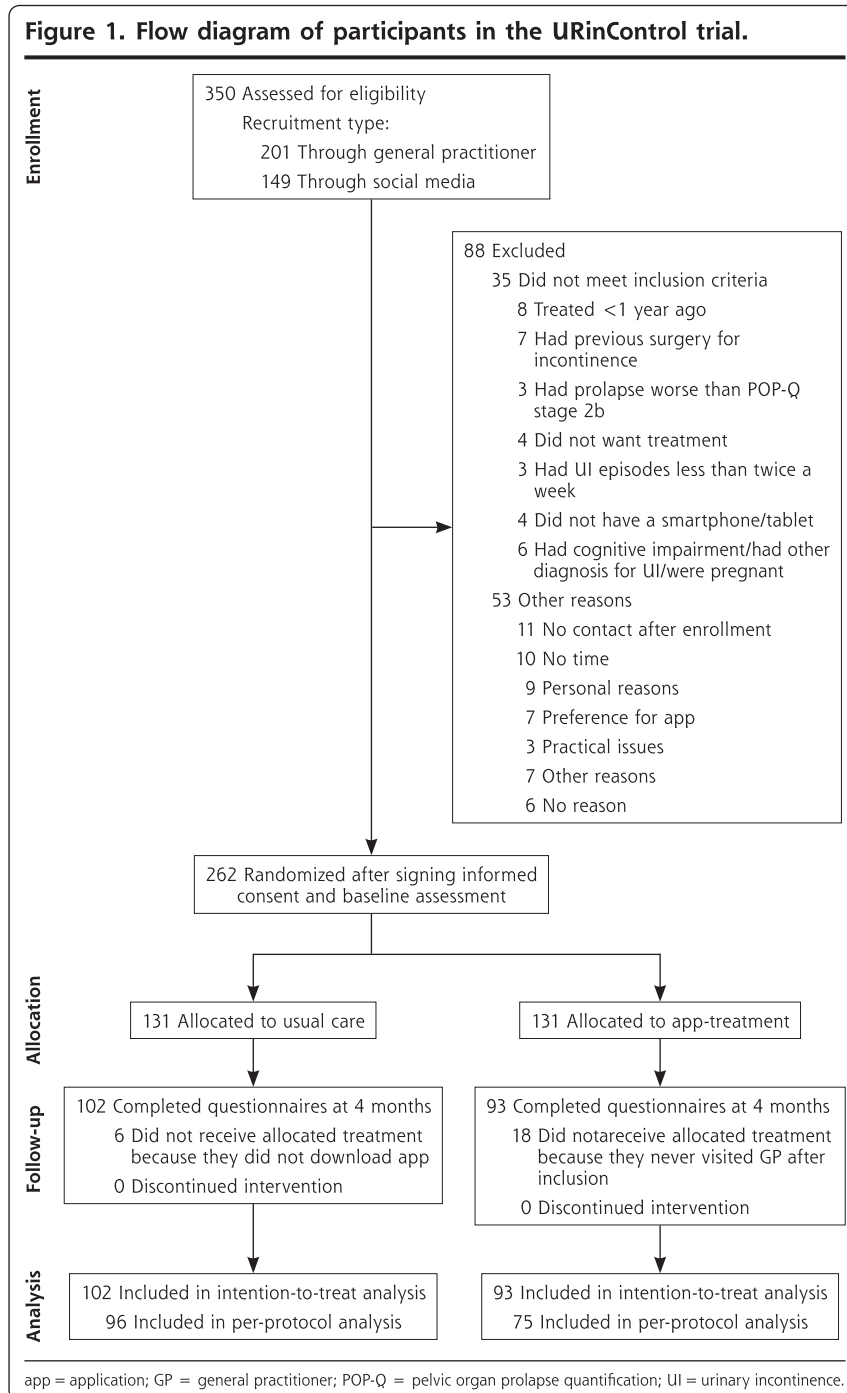 Figure 1. Flow diagram of participants in the URinControl trial.
Enrollment
350 Assessed for eligibility
Recruitment type:
201 Through general practitioner
149 Through social media
88 Excluded
35 Did not meet inclusion criteria
8 Treated <1 year ago
7 Had previous surgery for
incontinence
3 Had prolapse worse than POP-Q
stage 2b
4 Did not want treatment
3 Had UI episodes less than twice a
week
4 Did not have a smartphone/tablet
6 Had cognitive impairment/had other
diagnosis for UI/were pregnant
53 Other reasons
11 No contact after enrollment
10 No time
9 Personal reasons
7 Preference for app
3 Practical issues
7 Other reasons
6 No reason
262 Randomized after signing informed
consent and baseline assessment
Allocation
131 Allocated to usual care
131 Allocated to app-treatment
Follow-up
102 Completed questionnaires at 4 months
6 Did not receive allocated treatment
because they did not download app
0 Discontinued intervention
93 Completed questionnaires at 4 months
18 Did notareceive allocated treatment
because they never visited GP after
inclusion
0 Discontinued intervention
Analysis
102 Included in intention-to-treat analysis
96 Included in per-protocol analysis
93 Included in intention-to-treat analysis
75 Included in per-protocol analysis
app = application; GP = general practitioner; POP-Q = pelvic organ prolapse quantification; UI = urinary incontinence.